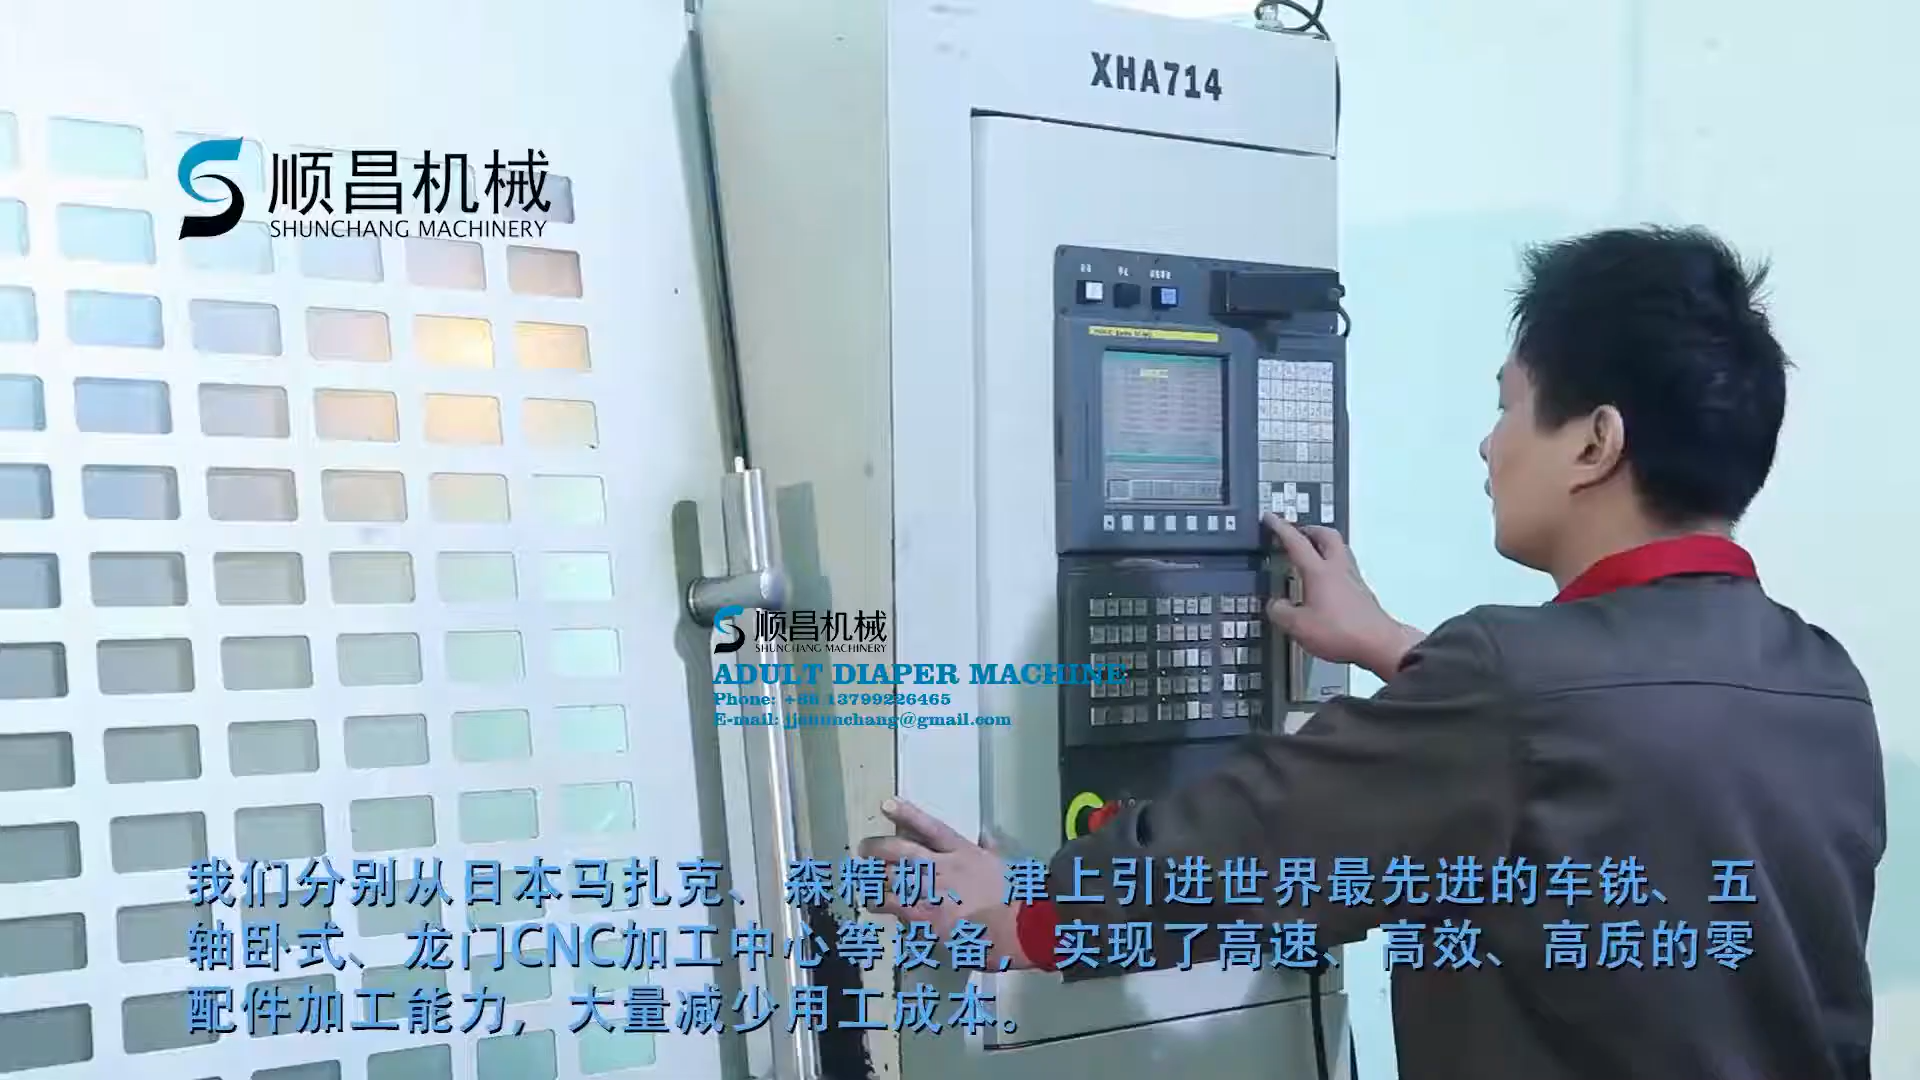 XHA714
顺昌机械
SHUNCHANG MACHINERY
顺昌机械
SHUNCHANG MACHINERY
ADULT DIAPER MACHINE
Phone: +86 13799226465
E-mail: jjshunchang@gmail.com
我们分别从日本马扎克、森精机、津上引进世界最先进的车铣、五
轴卧式、龙门CNC加工中心等设备，实现了高速、高效、高质的零
配件加工能力，大量减少用工成本。